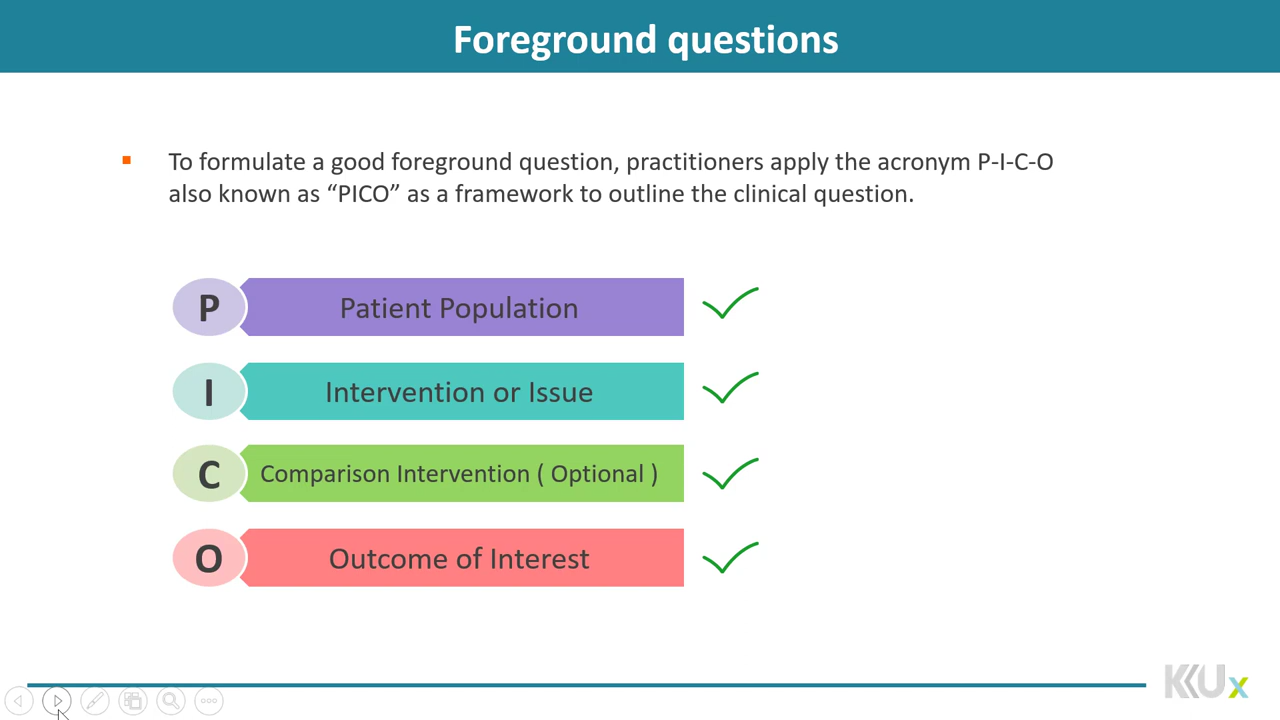 Foreground questions
To formulate a good foreground question, practitioners apply the acronym P-I-C-O
also known as “PICO” as a framework to outline the clinical question.
P Patient Population
I Intervention or Issue
C Comparison Intervention ( Optional )
O Outcome of Interest
KKUx